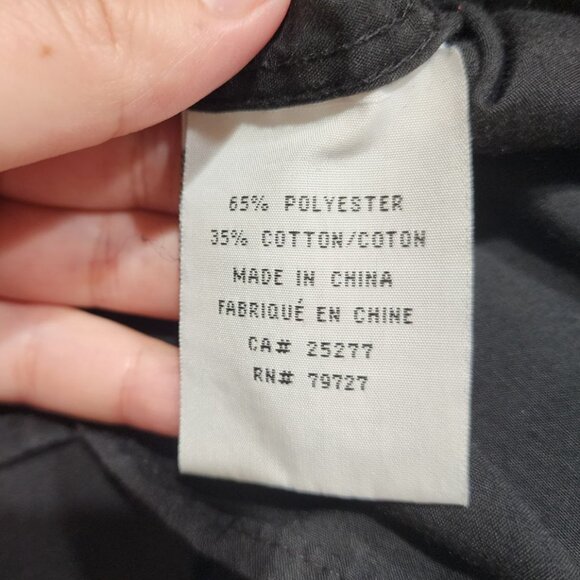 65% POLYESTER
35% COTTON/COTON
MADE IN CHINA
FABRIQUÉ EN CHINE
CA# 25277
RN# 79727